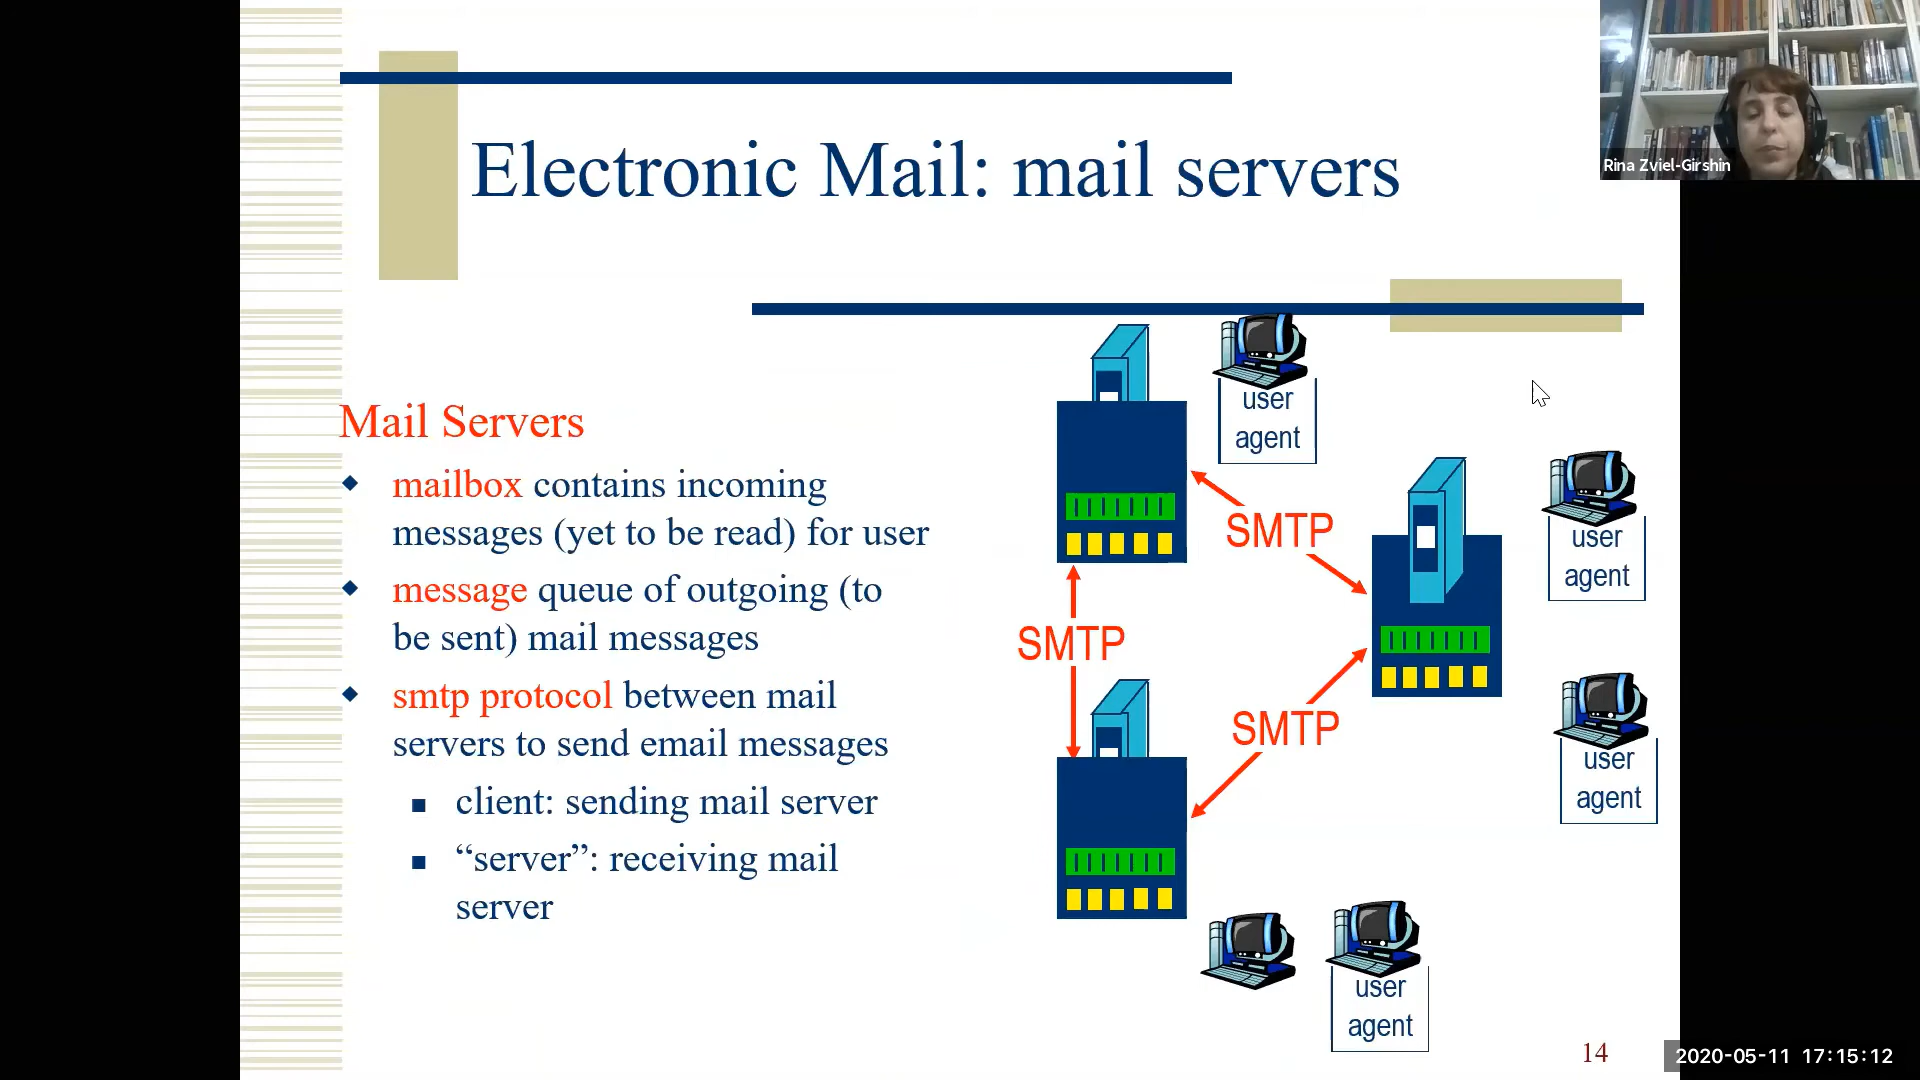 Electronic Mail: mail servers
Rina Zviel-Girshin
Mail Servers
mailbox contains incoming
messages (yet to be read) for user
message queue of outgoing (to
be sent) mail messages
smtp protocol between mail
servers to send email messages
client: sending mail server
“server”: receiving mail
server
user
agent
SMTP
user
agent
SMTP
SMTP
user
agent
user
agent
14
2020-05-11 17:15:12